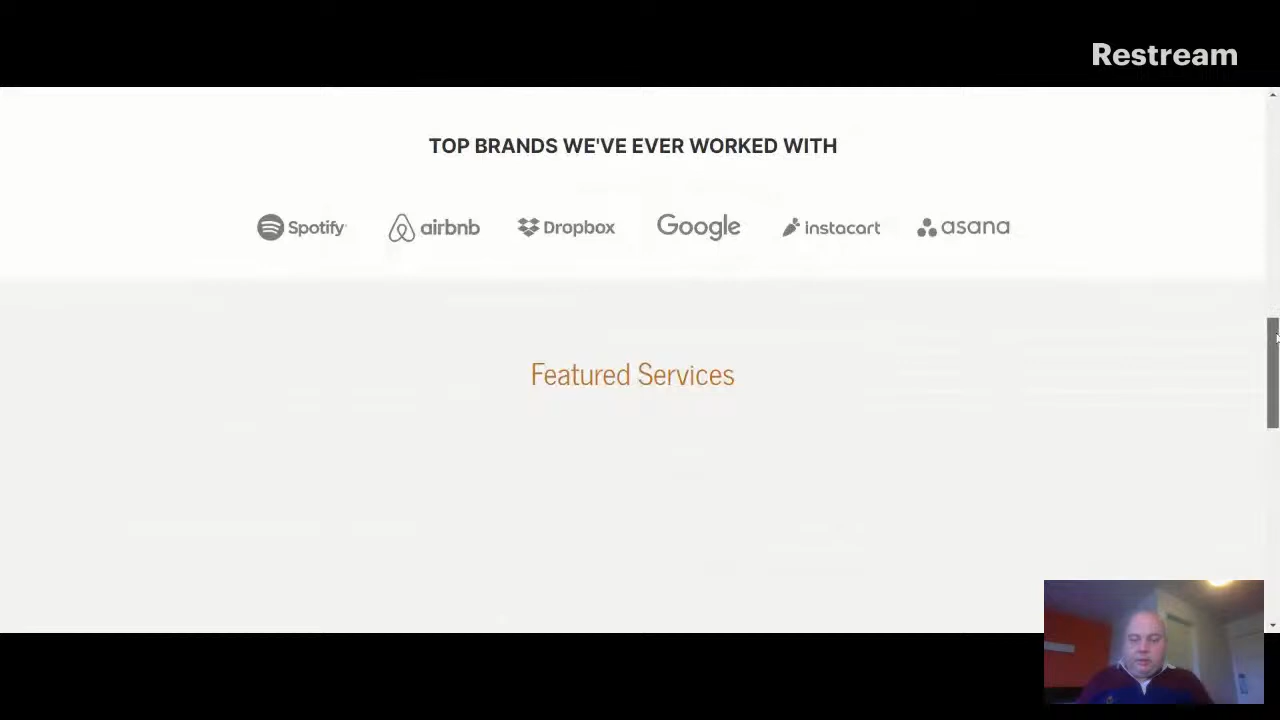 Restream
TOP BRANDS WE'VE EVER WORKED WITH
Spotify airbnb Dropbox Google instacart asana
Featured Services